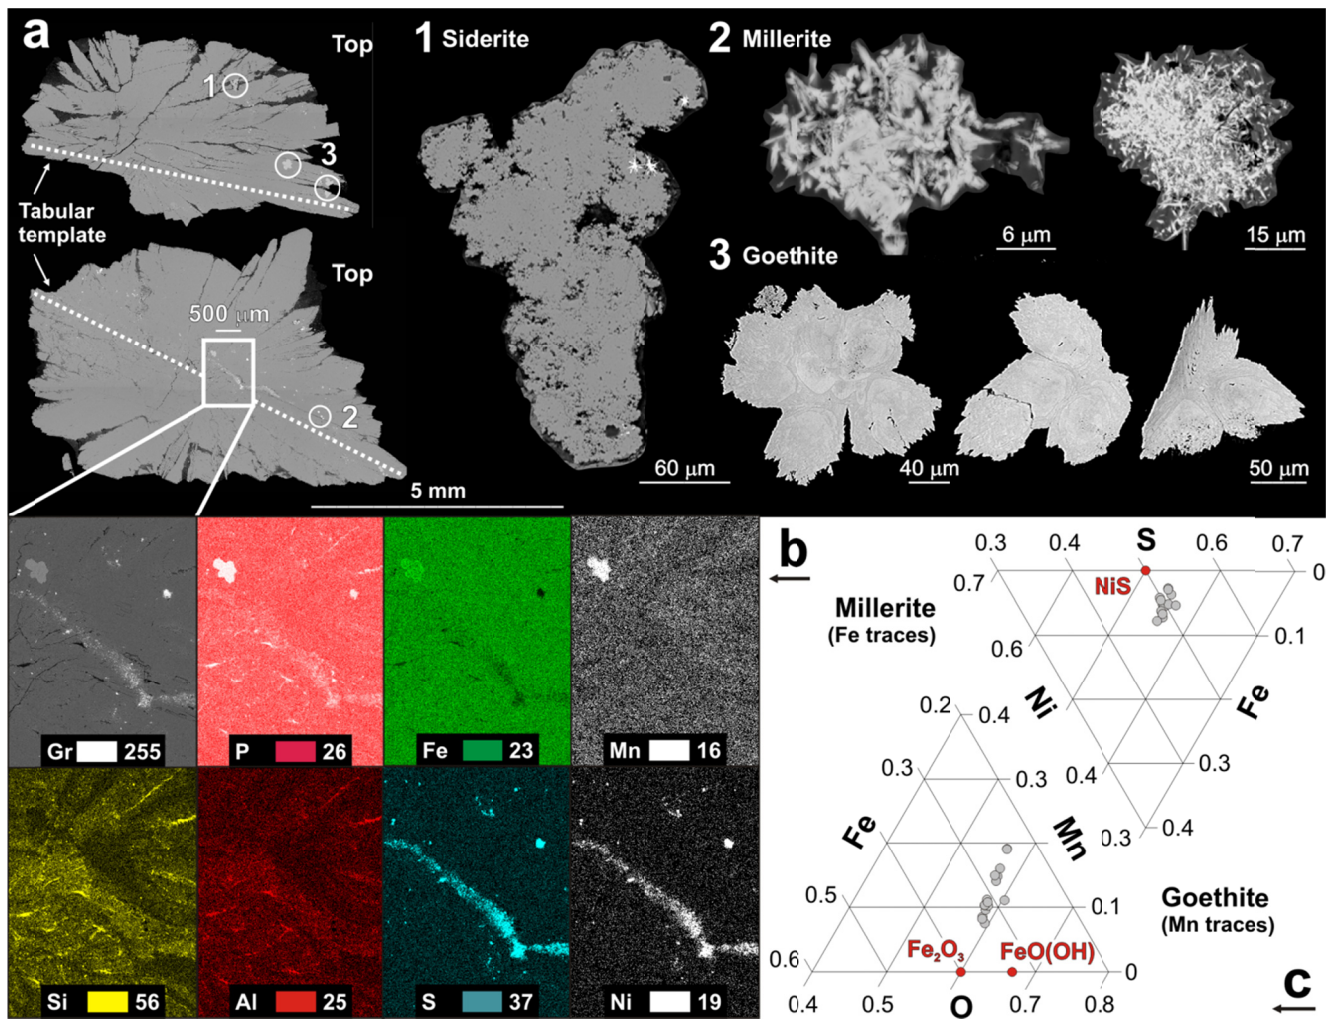 a
Top
1
3
Tabular
template
Top
500 μm
2
5 mm
1 Siderite
60 μm
2 Millerite
6 μm
15 μm
3 Goethite
40 μm
50 μm
Gr 255
P 26
Fe 23
Mn 16
Si 56
Al 25
S 37
Ni 19
b
0.3 0.4 S 0.6 0.7
0.7 NiS 0
Millerite
(Fe traces)
0.6 0.1
Ni Fe
0.4 0.3
0.3 0.4
0.2 0.4
0.3 0.3
Fe Mn
0.5 0.1
Goethite
(Mn traces)
Fe2O3 FeO(OH)
0.6 0
0.4 0.5 O 0.7 0.8
c